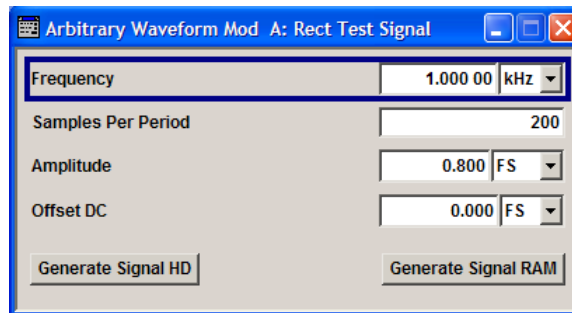 Arbitrary Waveform Mod A: Rect Test Signal
Frequency 1.000 00 kHz
Samples Per Period 200
Amplitude 0.800 FS
Offset DC 0.000 FS
Generate Signal HD Generate Signal RAM